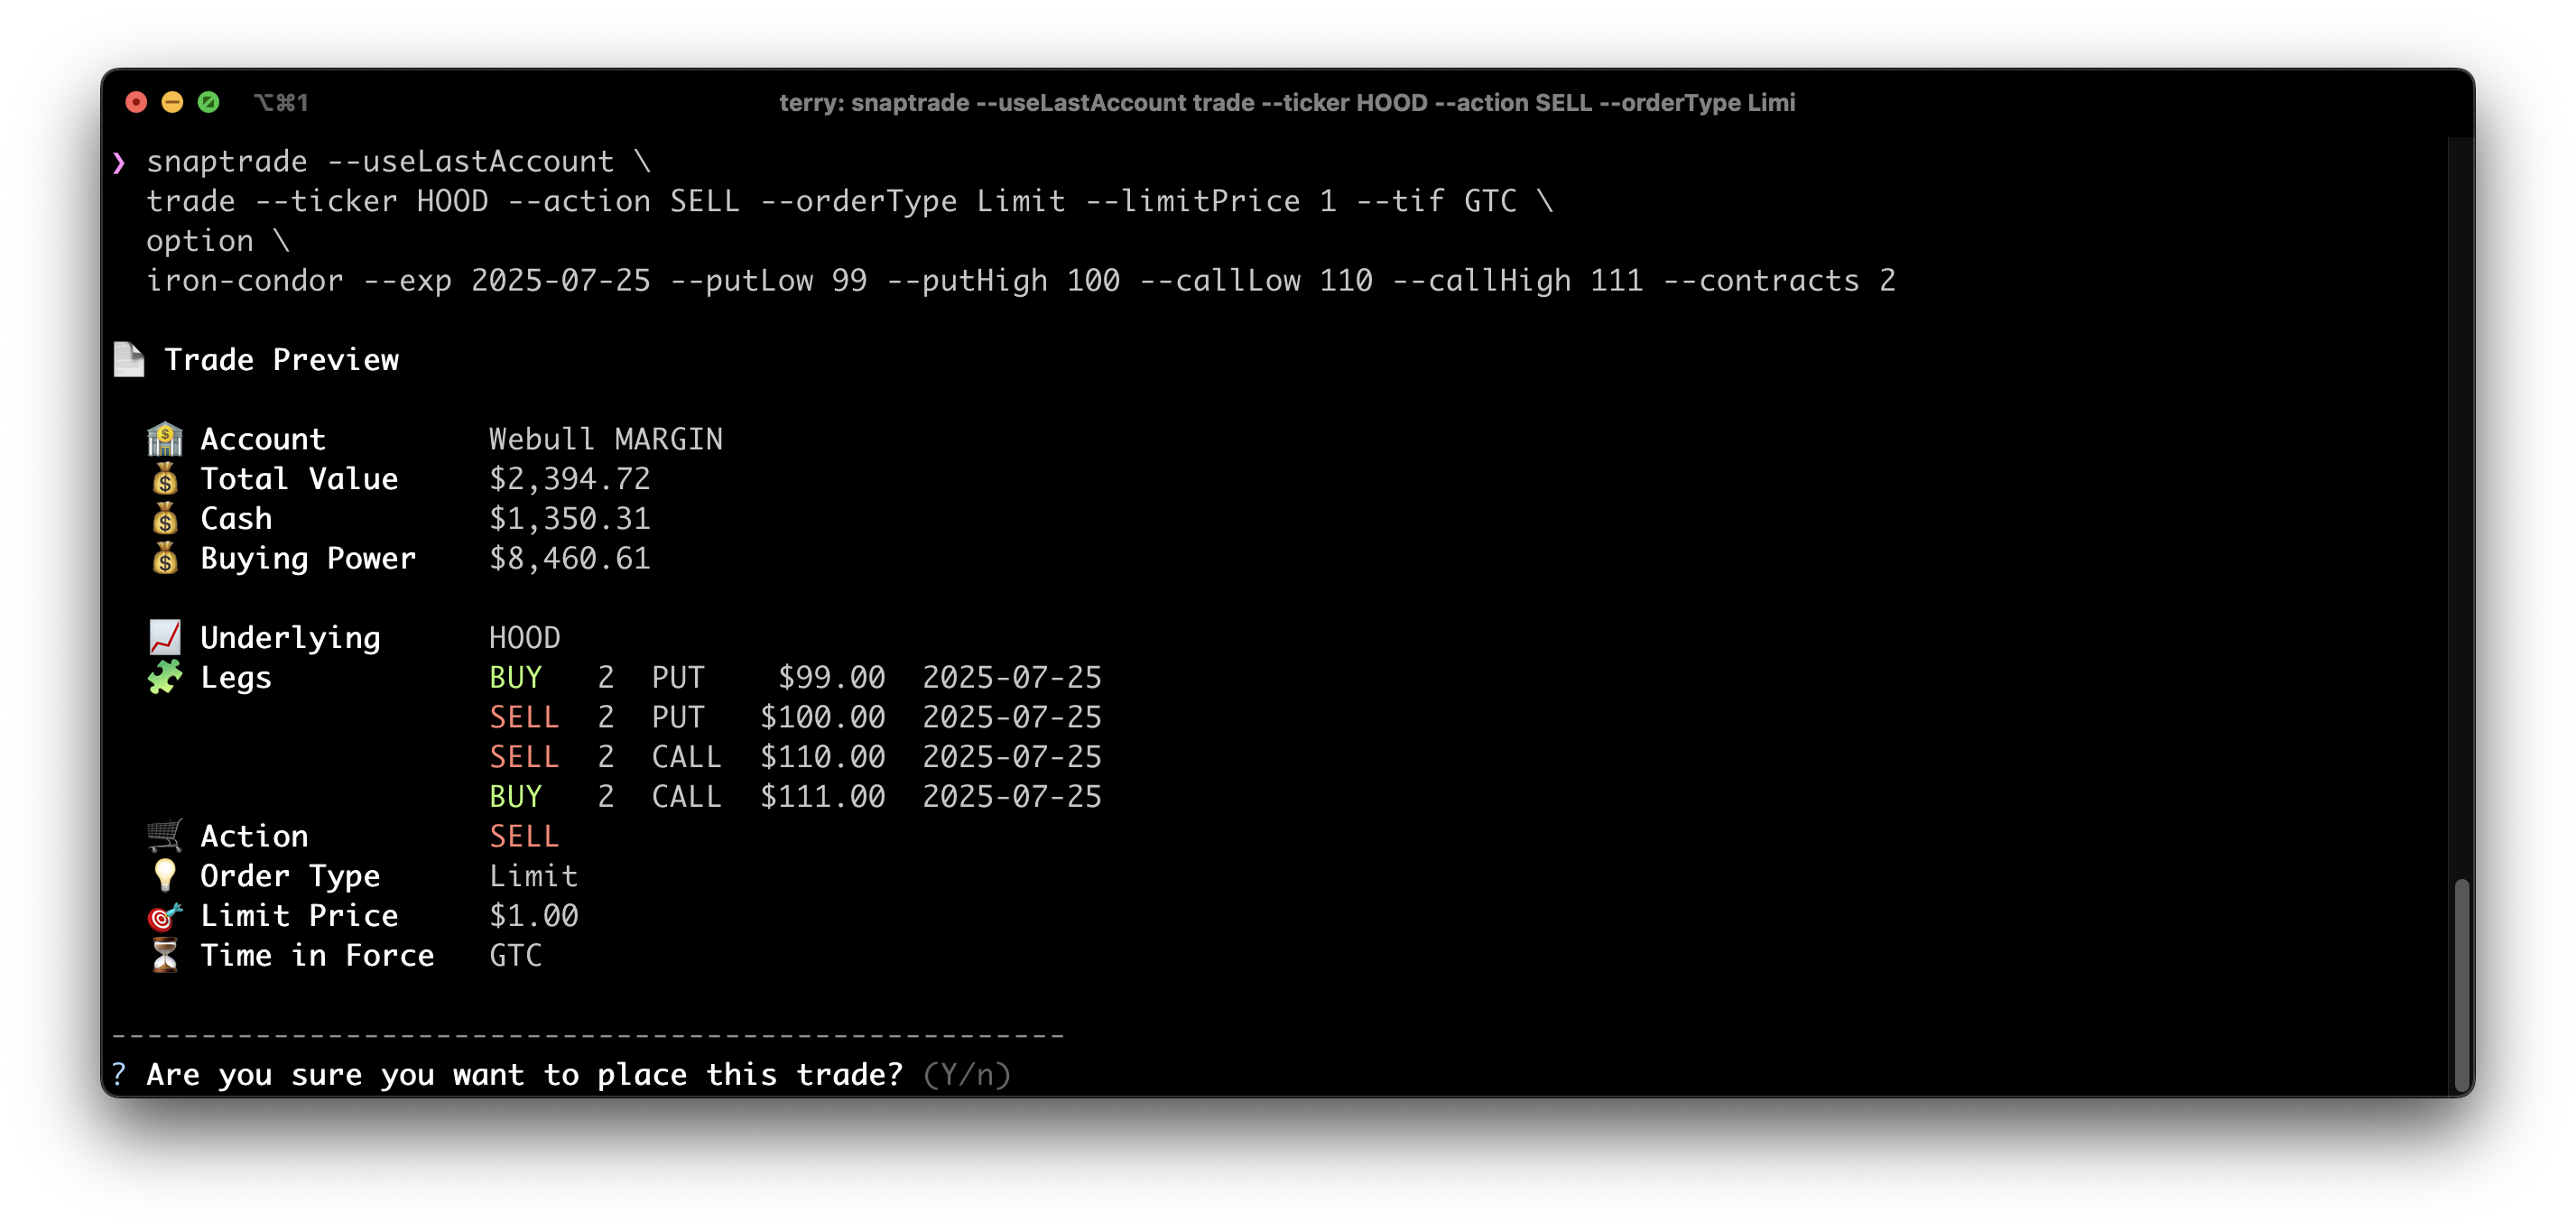 ⌥⌘1
terry: snaptrade --useLastAccount trade --ticker HOOD --action SELL --orderType Limi
❯ snaptrade --useLastAccount \
trade --ticker HOOD --action SELL --orderType Limit --limitPrice 1 --tif GTC \
option \
iron-condor --exp 2025-07-25 --putLow 99 --putHigh 100 --callLow 110 --callHigh 111 --contracts 2
Trade Preview
Account Webull MARGIN
Total Value $2,394.72
Cash $1,350.31
Buying Power $8,460.61
Underlying HOOD
Legs BUY 2 PUT $99.00 2025-07-25
SELL 2 PUT $100.00 2025-07-25
SELL 2 CALL $110.00 2025-07-25
BUY 2 CALL $111.00 2025-07-25
Action SELL
Order Type Limit
Limit Price $1.00
Time in Force GTC
-----------------------------------------------------
? Are you sure you want to place this trade? (Y/n)